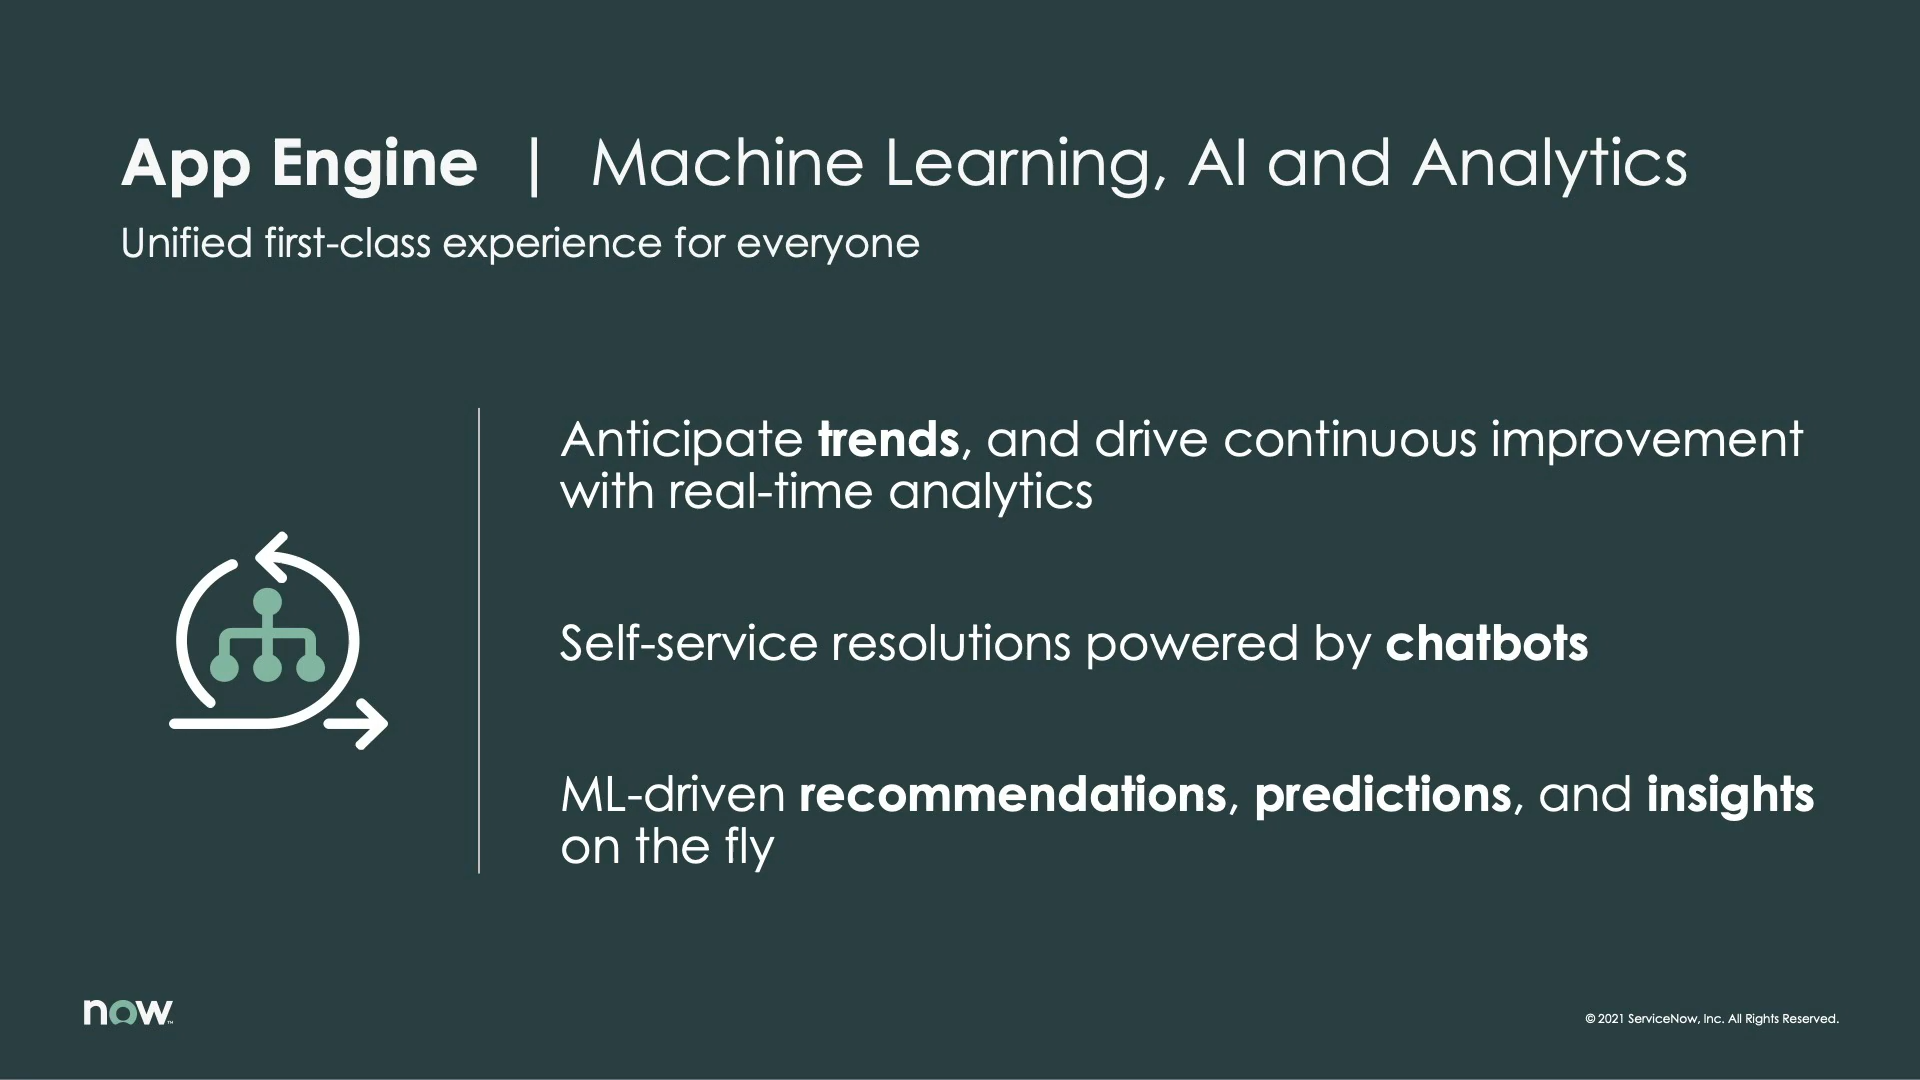 App Engine | Machine Learning, AI and Analytics
Unified first-class experience for everyone
Anticipate trends, and drive continuous improvement
with real-time analytics
Self-service resolutions powered by chatbots
ML-driven recommendations, predictions, and insights
on the fly
now™
© 2021 ServiceNow, Inc. All Rights Reserved.